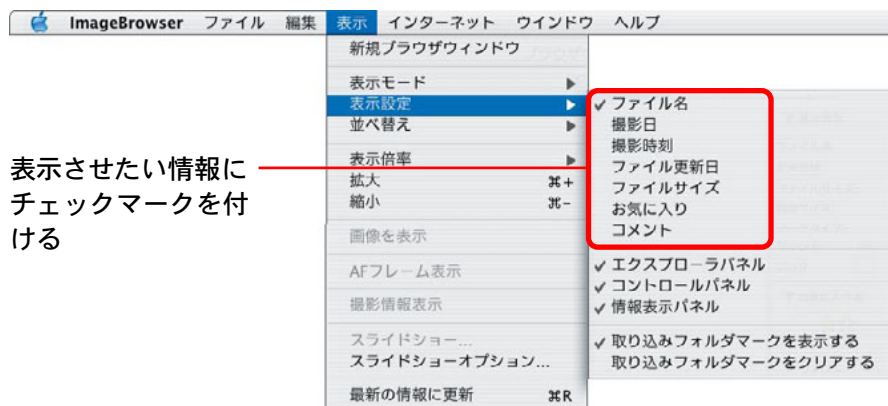 ImageBrowser ファイル 編集 表示 インターネット ウインドウ ヘルプ
新規ブラウザウィンドウ
表示モード
表示設定
並べ替え
表示倍率
拡大 ⌘+
縮小 ⌘-
画像を表示
AFフレーム表示
撮影情報表示
スライドショー...
スライドショーオプション...
最新の情報に更新 ⌘R
✓ファイル名
撮影日
撮影時刻
ファイル更新日
ファイルサイズ
お気に入り
コメント
✓エクスプローラパネル
✓コントロールパネル
✓情報表示パネル
✓取り込みフォルダマークを表示する
取り込みフォルダマークをクリアする
表示させたい情報に
チェックマークを付
ける